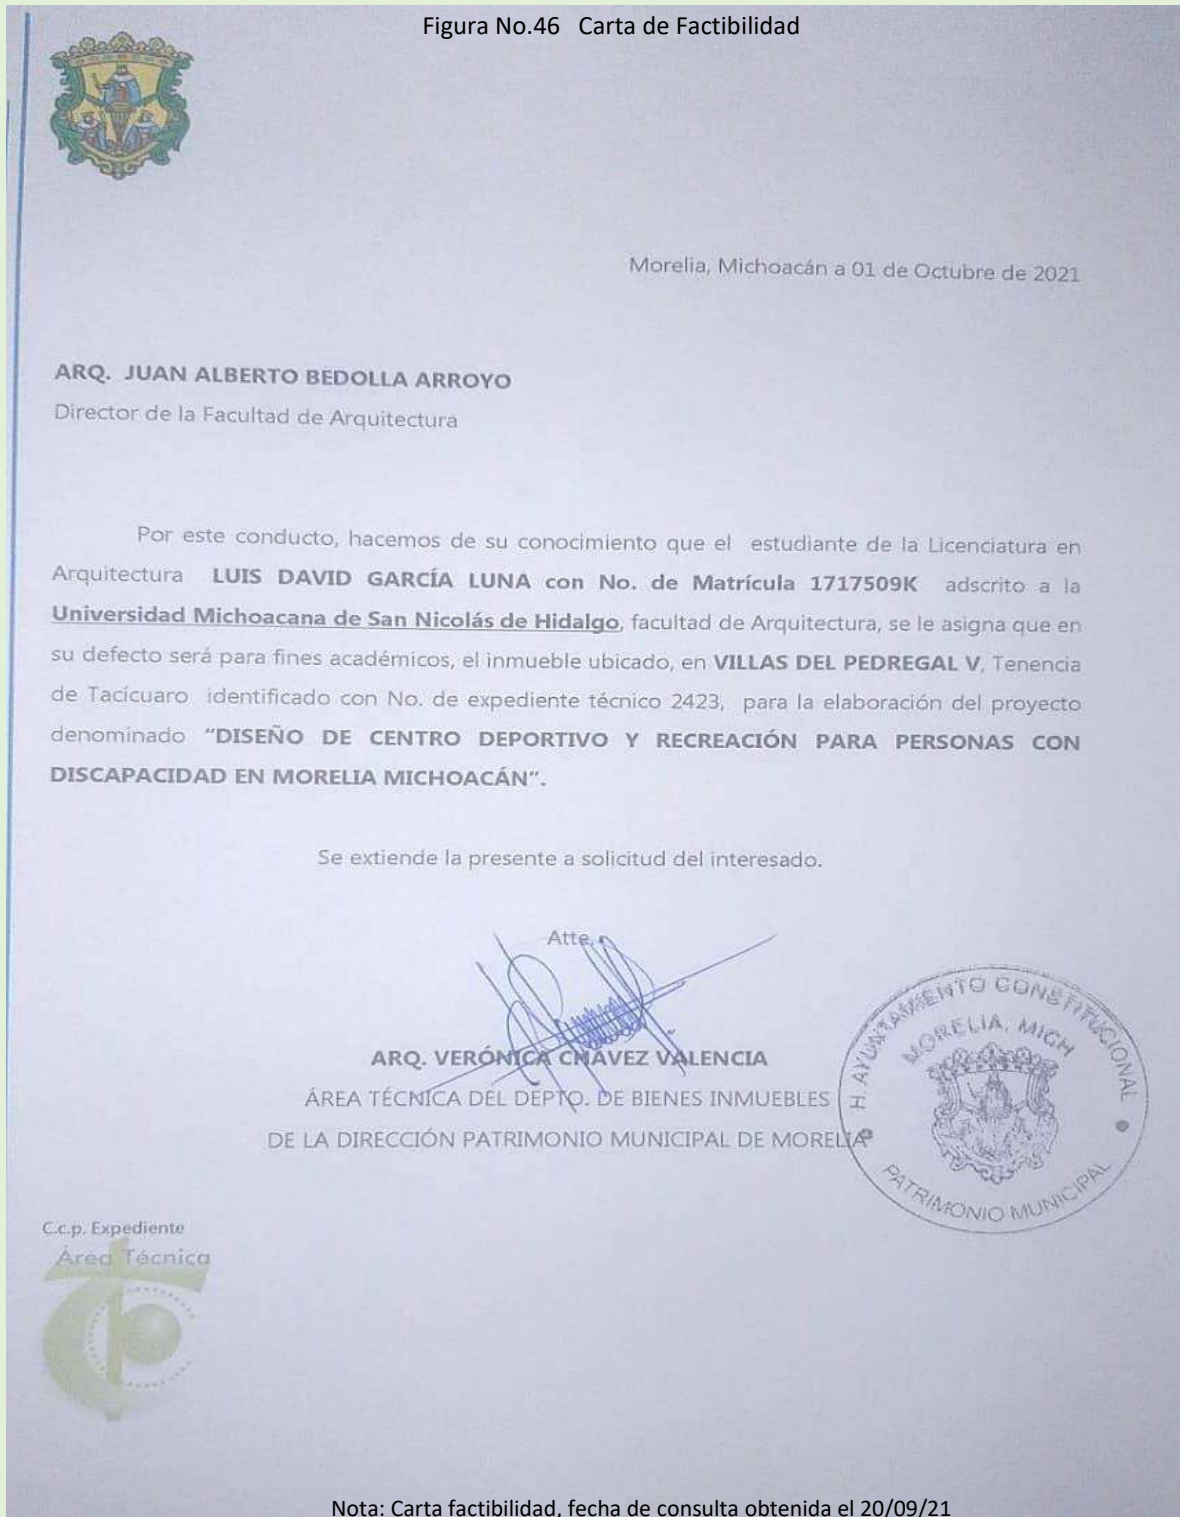 Figura No.46 Carta de Factibilidad
Morelia, Michoacán a 01 de Octubre de 2021
ARQ. JUAN ALBERTO BEDOLLA ARROYO
Director de la Facultad de Arquitectura
Por este conducto, hacemos de su conocimiento que el estudiante de la Licenciatura en
Arquitectura LUIS DAVID GARCÍA LUNA con No. de Matrícula 1717509K adscrito a la
Universidad Michoacana de San Nicolás de Hidalgo, facultad de Arquitectura, se le asigna que en
su defecto será para fines académicos, el inmueble ubicado, en VILLAS DEL PEDREGAL V, Tenencia
de Tacícuaro identificado con No. de expediente técnico 2423, para la elaboración del proyecto
denominado “DISEÑO DE CENTRO DEPORTIVO Y RECREACIÓN PARA PERSONAS CON
DISCAPACIDAD EN MORELIA MICHOACÁN”.
Se extiende la presente a solicitud del interesado.
Atte,
ARQ. VERÓNICA CHÁVEZ VALENCIA
ÁREA TÉCNICA DEL DEPTO. DE BIENES INMUEBLES
DE LA DIRECCIÓN PATRIMONIO MUNICIPAL DE MORELIA
H. AYUNTAMIENTO CONSTITUCIONAL
MORELIA, MICH
PATRIMONIO MUNICIPAL
C.c.p. Expediente
Área Técnica
Nota: Carta factibilidad, fecha de consulta obtenida el 20/09/21